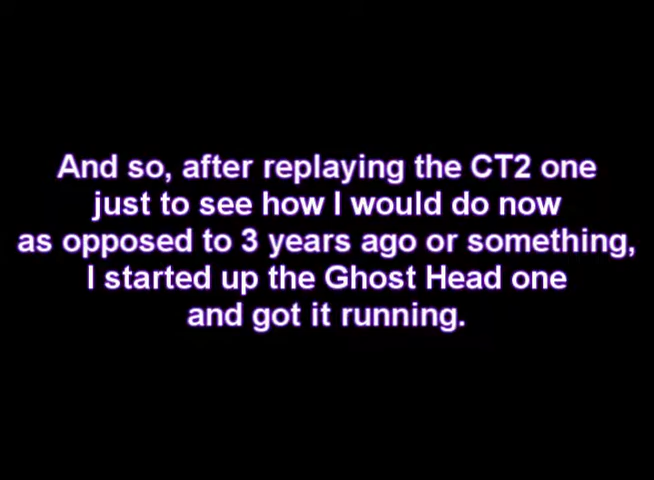 And so, after replaying the CT2 one
just to see how I would do now
as opposed to 3 years ago or something,
I started up the Ghost Head one
and got it running.